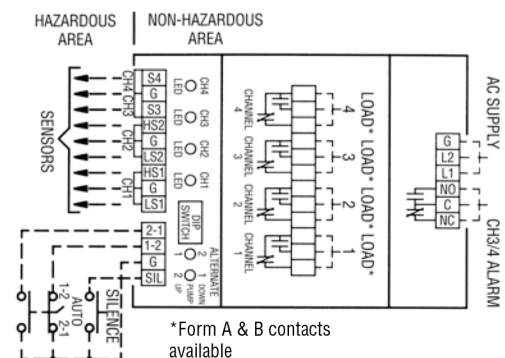 HAZARDOUS
AREA
NON-HAZARDOUS
AREA
SENSORS
CH4
CH3
CH2
CH1
S4
G
S3
HS2
G
LS2
HS1
G
LS1
LED
CH4
LED
CH3
LED
CH2
LED
CH1
DIP
SWITCH
2-1
1-2
G
SIL
ALTERNATE
1 2
2 1
UP PUMP DOWN
1-2
AUTO
2-1
SILENCE
CHANNEL
4
CHANNEL
3
CHANNEL
2
CHANNEL
1
LOAD*
4
LOAD*
3
LOAD*
2
LOAD*
1
AC SUPPLY
G
L2
L1
NO
C
NC
CH3/4 ALARM
*Form A & B contacts
available